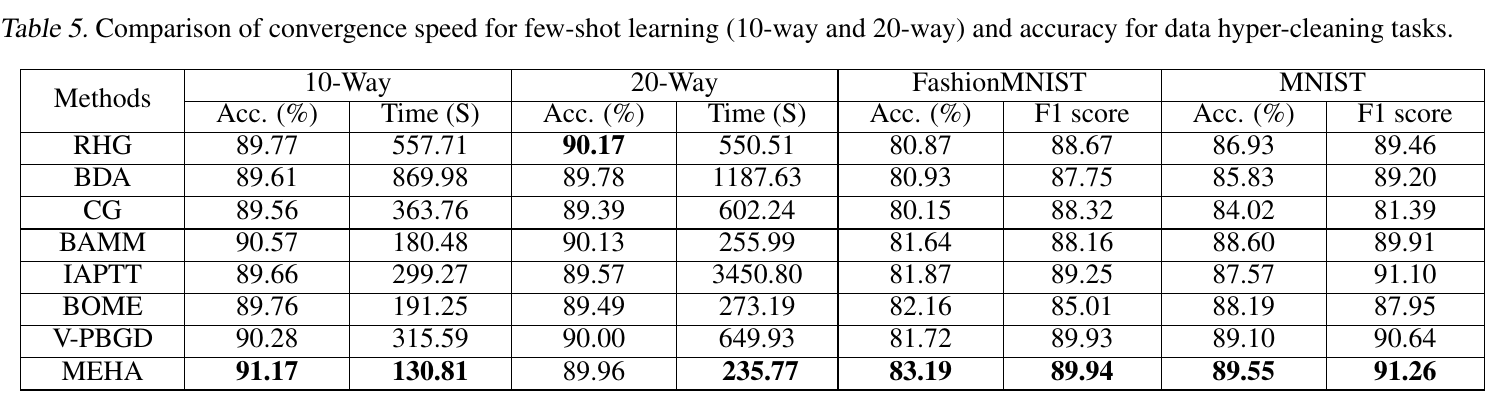 Table 5. Comparison of convergence speed for few-shot learning (10-way and 20-way) and accuracy for data hyper-cleaning tasks.
Methods 10-Way 20-Way FashionMNIST MNIST
Acc. (%) Time (S) Acc. (%) Time (S) Acc. (%) F1 score Acc. (%) F1 score
RHG 89.77 557.71 90.17 550.51 80.87 88.67 86.93 89.46
BDA 89.61 869.98 89.78 1187.63 80.93 87.75 85.83 89.20
CG 89.56 363.76 89.39 602.24 80.15 88.32 84.02 81.39
BAMM 90.57 180.48 90.13 255.99 81.64 88.16 88.60 89.91
IAPTT 89.66 299.27 89.57 3450.80 81.87 89.25 87.57 91.10
BOME 89.76 191.25 89.49 273.19 82.16 85.01 88.19 87.95
V-PBGD 90.28 315.59 90.00 649.93 81.72 89.93 89.10 90.64
MEHA 91.17 130.81 89.96 235.77 83.19 89.94 89.55 91.26